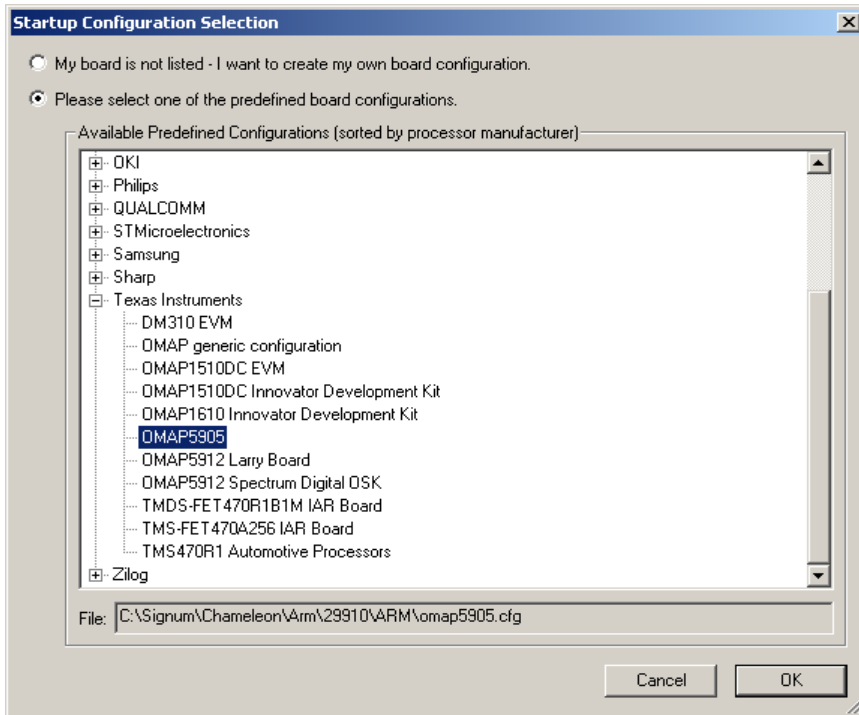 Startup Configuration Selection
My board is not listed - I want to create my own board configuration.
Please select one of the predefined board configurations.
Available Predefined Configurations (sorted by processor manufacturer)
OKI
Philips
QUALCOMM
STMicroelectronics
Samsung
Sharp
Texas Instruments
DM310 EVM
OMAP generic configuration
OMAP1510DC EVM
OMAP1510DC Innovator Development Kit
OMAP1610 Innovator Development Kit
OMAP5905
OMAP5912 Larry Board
OMAP5912 Spectrum Digital OSK
TMDS-FET470R1B1M IAR Board
TMS-FET470A256 IAR Board
TMS470R1 Automotive Processors
Zilog
File: C:\Signum\Chameleon\Arm\29910\ARM\omap5905.cfg
Cancel OK